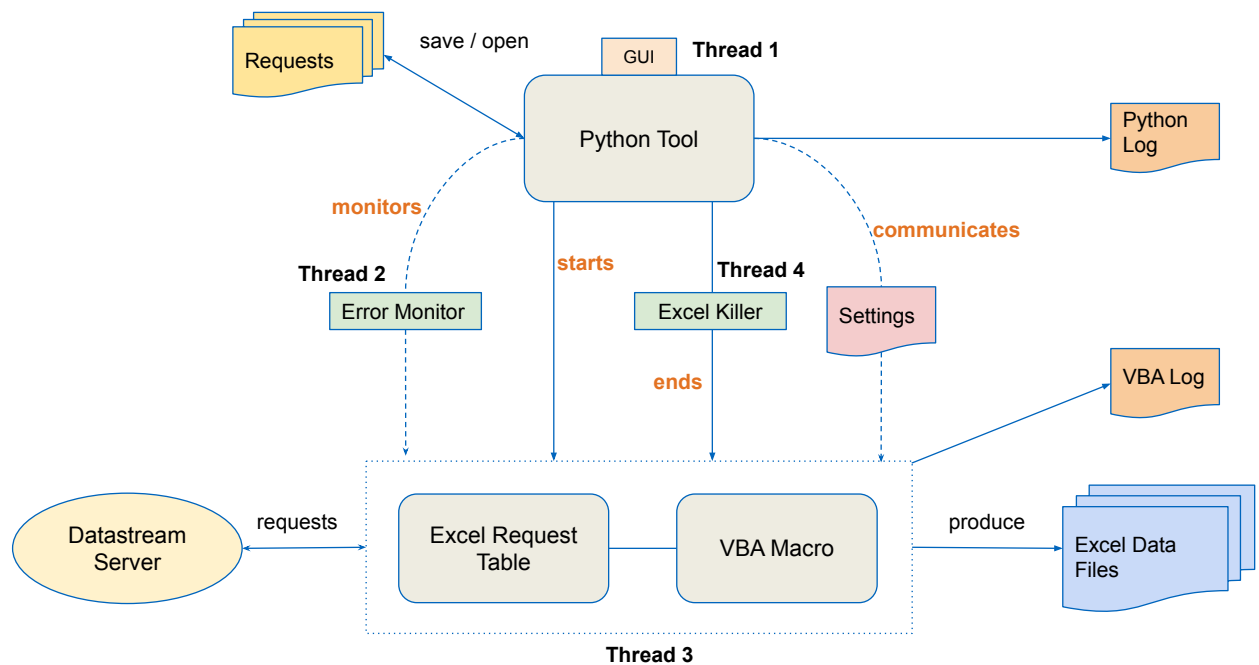 save / open
GUI
Thread 1
Requests
Python Tool
Python
Log
monitors
communicates
starts
Thread 2
Thread 4
Error Monitor
Excel Killer
Settings
VBA Log
ends
requests
produce
Datastream
Server
Excel Request
Table
VBA Macro
Excel Data
Files
Thread 3